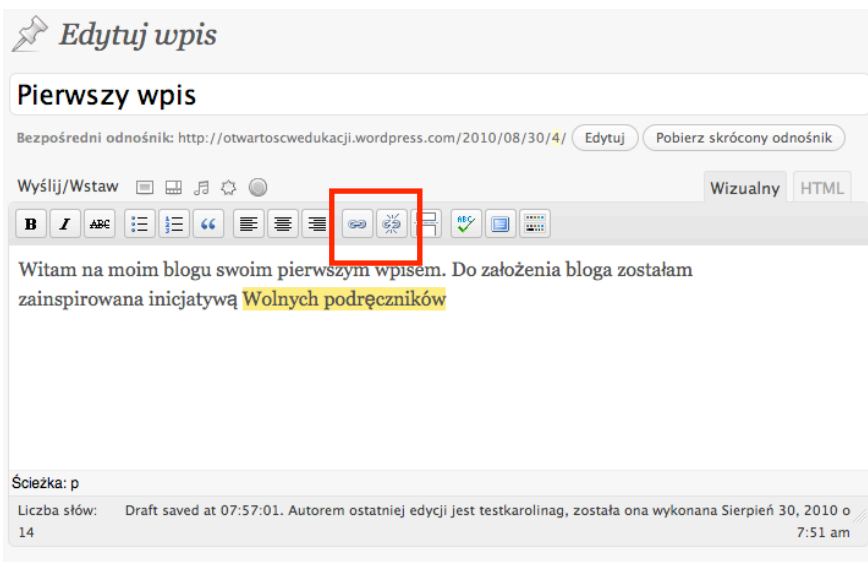 Edytuj wpis
Pierwszy wpis
Bezpośredni odnośnik: http://otwartoscwedukacji.wordpress.com/2010/08/30/4/ Edytuj Pobierz skrócony odnośnik
Wyślij/Wstaw Wizualny HTML
B I ABC ABC
Witam na moim blogu swoim pierwszym wpisem. Do założenia bloga zostałam
zainspirowana inicjatywą Wolnych podręczników
Ścieżka: p
Liczba słów: Draft saved at 07:57:01. Autorem ostatniej edycji jest testkarolinag, została ona wykonana Sierpień 30, 2010 o
14 7:51 am